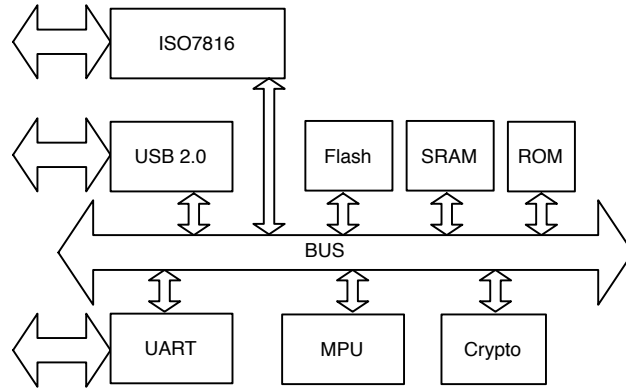 ISO7816
USB 2.0
Flash
SRAM
ROM
BUS
UART
MPU
Crypto